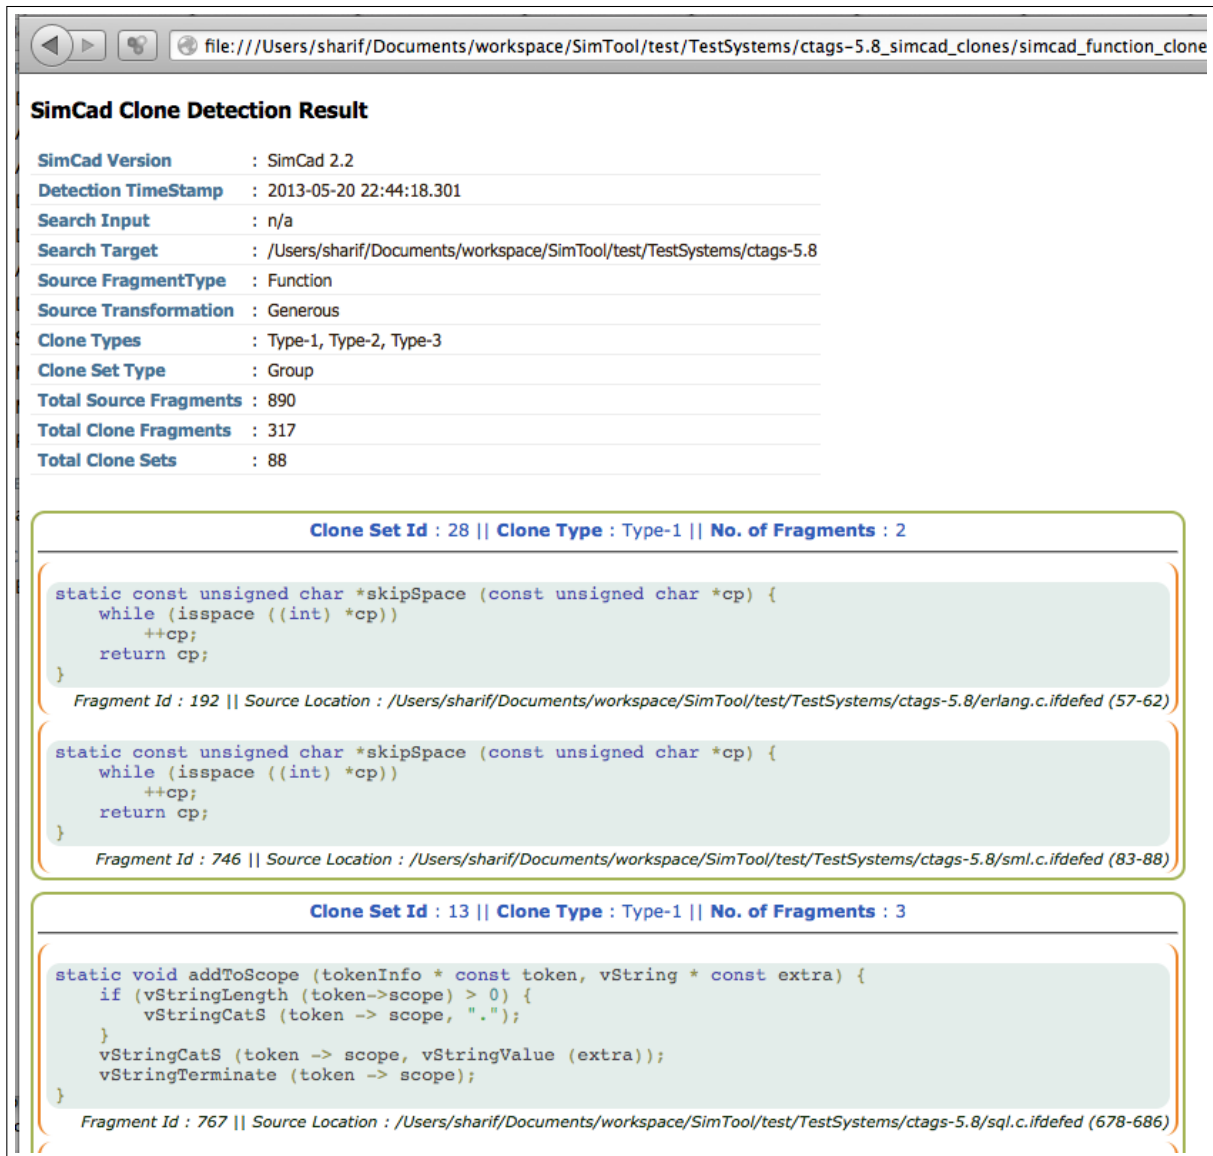 file:///Users/sharif/Documents/workspace/SimTool/test/TestSystems/ctags-5.8_simcad_clones/simcad_function_clone
SimCad Clone Detection Result
SimCad Version : SimCad 2.2
Detection TimeStamp : 2013-05-20 22:44:18.301
Search Input : n/a
Search Target : /Users/sharif/Documents/workspace/SimTool/test/TestSystems/ctags-5.8
Source FragmentType : Function
Source Transformation : Generous
Clone Types : Type-1, Type-2, Type-3
Clone Set Type : Group
Total Source Fragments : 890
Total Clone Fragments : 317
Total Clone Sets : 88
Clone Set Id : 28 || Clone Type : Type-1 || No. of Fragments : 2
static const unsigned char *skipSpace (const unsigned char *cp) {
    while (isspace ((int) *cp))
        ++cp;
    return cp;
}
Fragment Id : 192 || Source Location : /Users/sharif/Documents/workspace/SimTool/test/TestSystems/ctags-5.8/erlang.c.ifdefed (57-62)
static const unsigned char *skipSpace (const unsigned char *cp) {
    while (isspace ((int) *cp))
        ++cp;
    return cp;
}
Fragment Id : 746 || Source Location : /Users/sharif/Documents/workspace/SimTool/test/TestSystems/ctags-5.8/sml.c.ifdefed (83-88)
Clone Set Id : 13 || Clone Type : Type-1 || No. of Fragments : 3
static void addToScope (tokenInfo * const token, vString * const extra) {
    if (vStringLength (token->scope) > 0) {
        vStringCatS (token -> scope, ".");
    }
    vStringCatS (token -> scope, vStringValue (extra));
    vStringTerminate (token -> scope);
}
Fragment Id : 767 || Source Location : /Users/sharif/Documents/workspace/SimTool/test/TestSystems/ctags-5.8/sql.c.ifdefed (678-686)